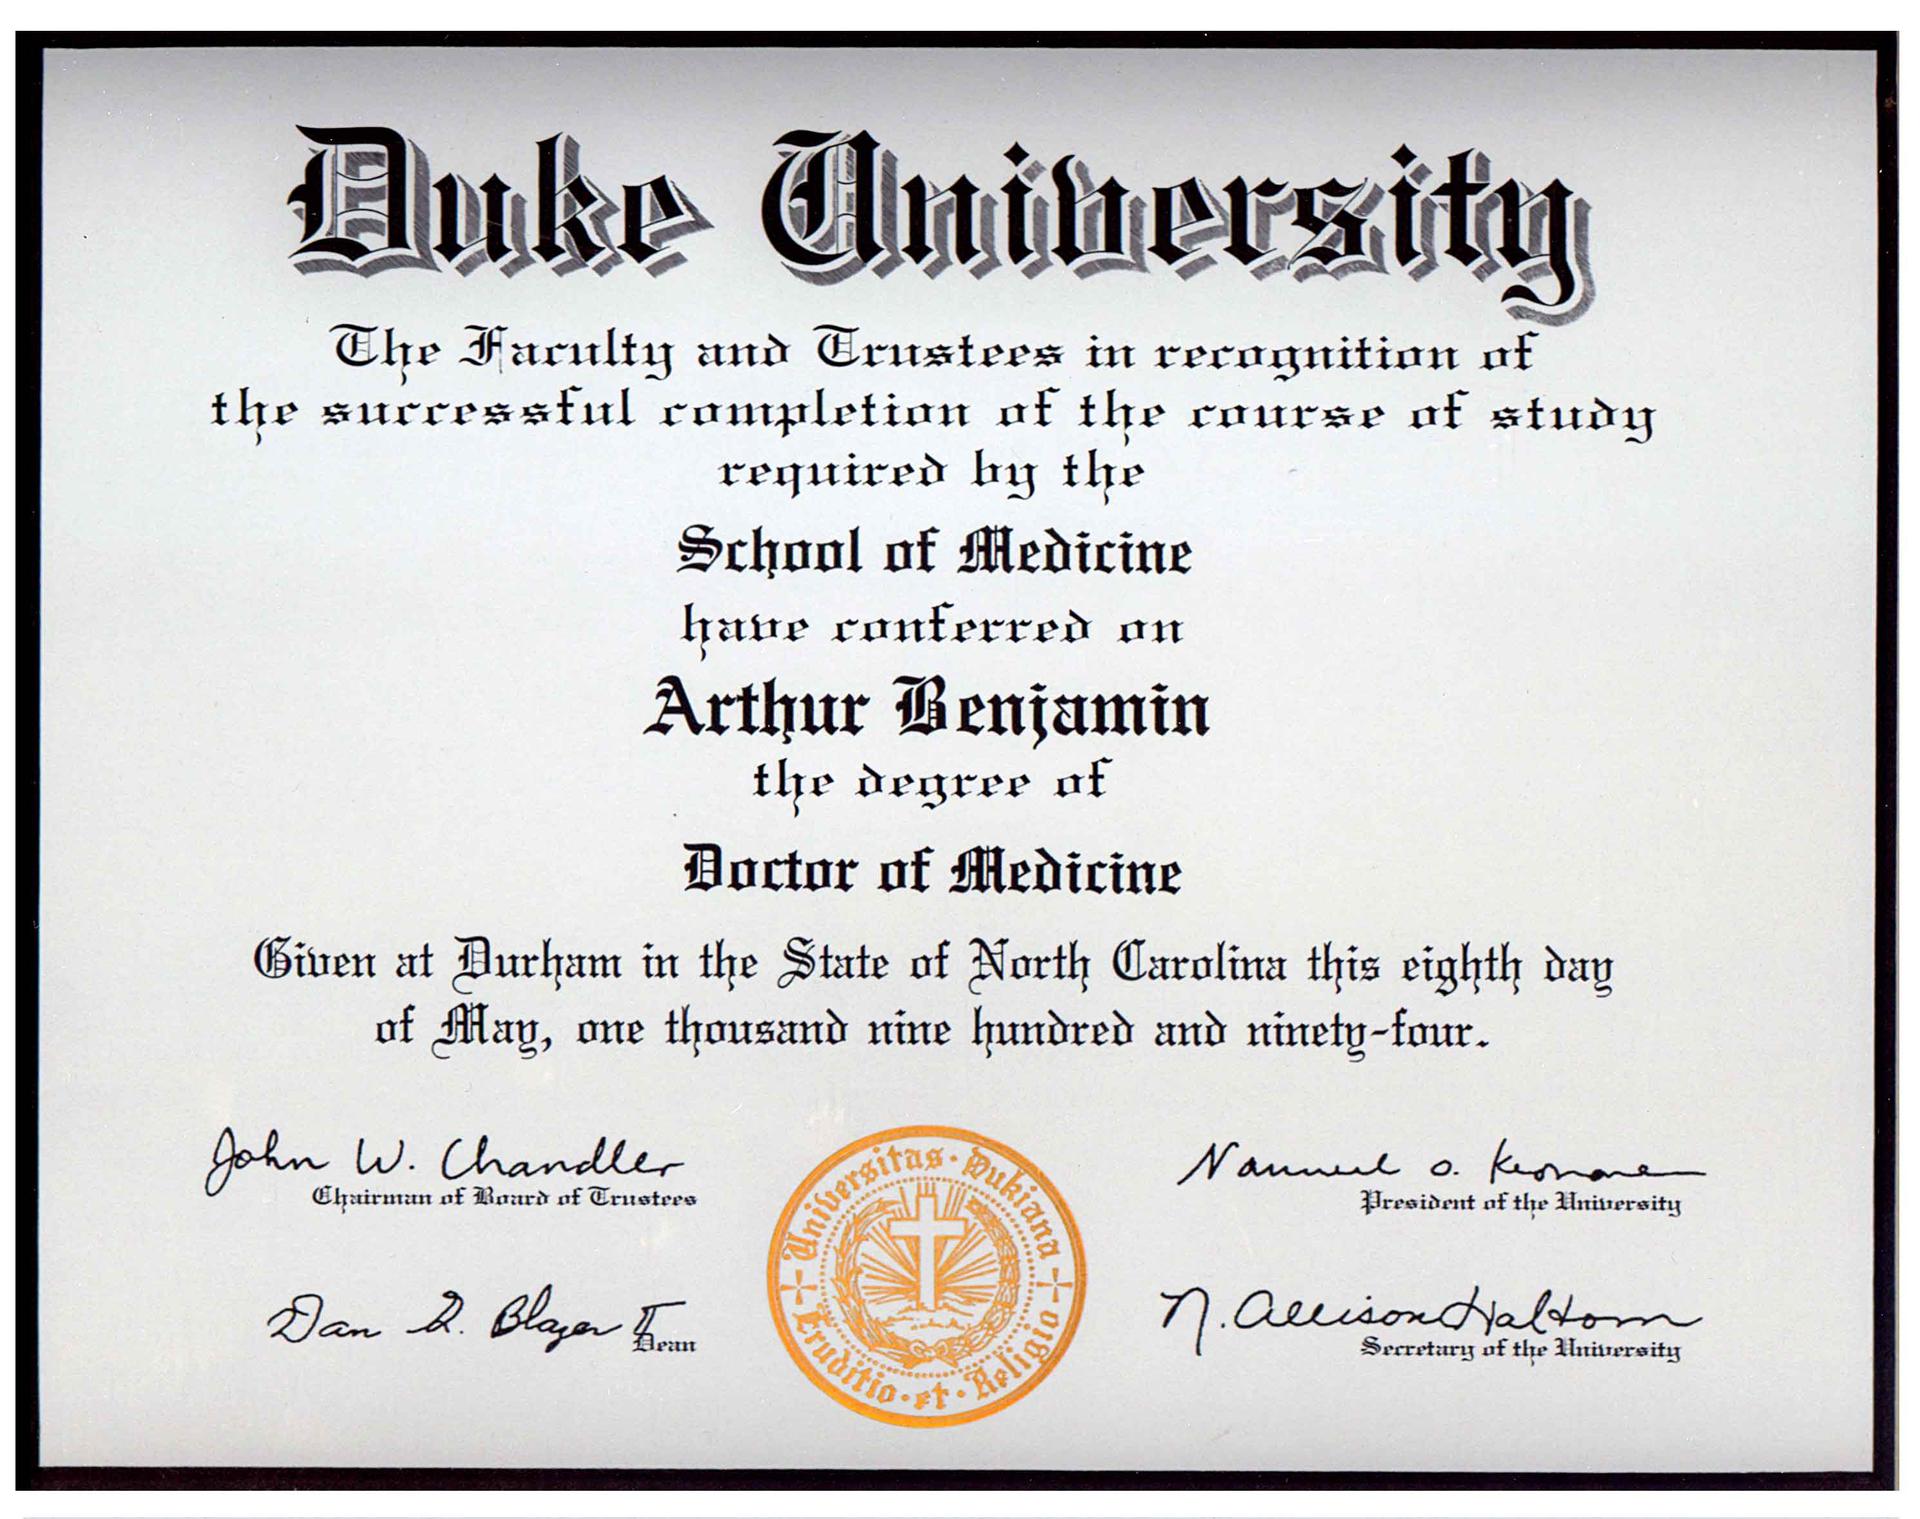 Duke University
The Faculty and Trustees in recognition of
the successful completion of the course of study
required by the
School of Medicine
have conferred on
Arthur Benjamin
the degree of
Doctor of Medicine
Given at Durham in the State of North Carolina this eighth day
of May, one thousand nine hundred and ninety-four.
John W. Chandler
Chairman of Board of Trustees
O.
President of the University
Dan G. Blazer II
Dean
N. Allison Haltom
Secretary of the University
Universitas · Dukiana
Eruditio · et · Religio